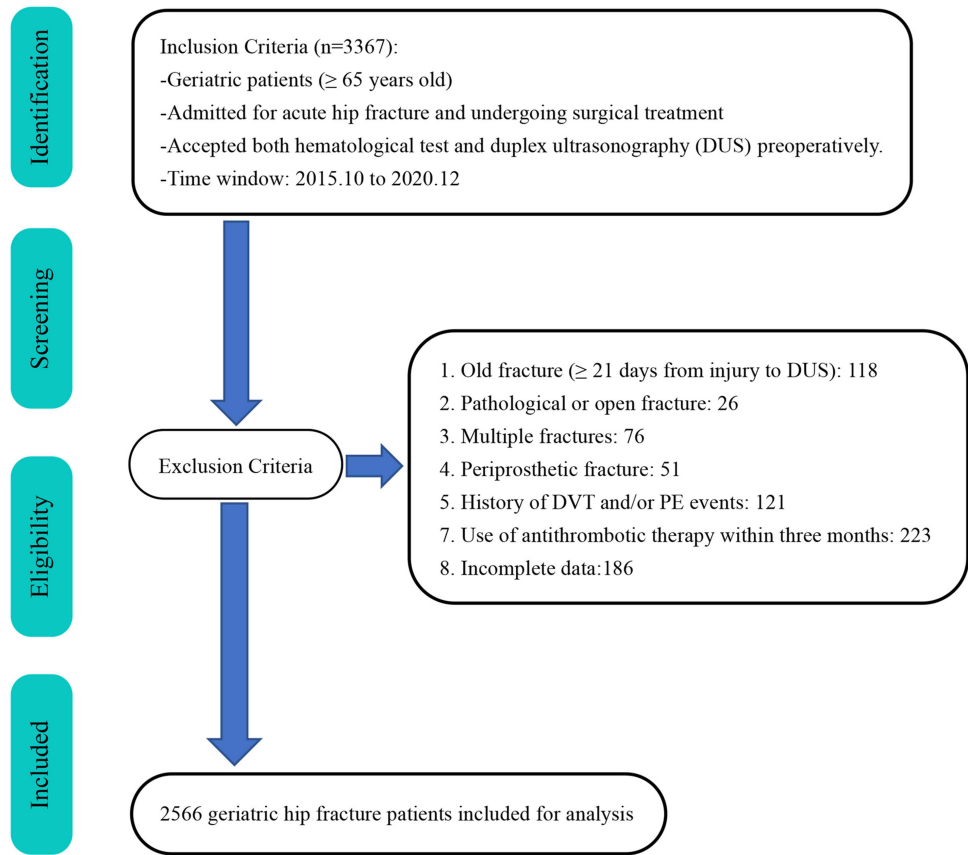 Identification
Inclusion Criteria (n=3367):
-Geriatric patients (≥ 65 years old)
-Admitted for acute hip fracture and undergoing surgical treatment
-Accepted both hematological test and duplex ultrasonography (DUS) preoperatively.
-Time window: 2015.10 to 2020.12
Screening
1. Old fracture (≥ 21 days from injury to DUS): 118
2. Pathological or open fracture: 26
3. Multiple fractures: 76
4. Periprosthetic fracture: 51
5. History of DVT and/or PE events: 121
7. Use of antithrombotic therapy within three months: 223
8. Incomplete data:186
Exclusion Criteria
Eligibility
Included
2566 geriatric hip fracture patients included for analysis